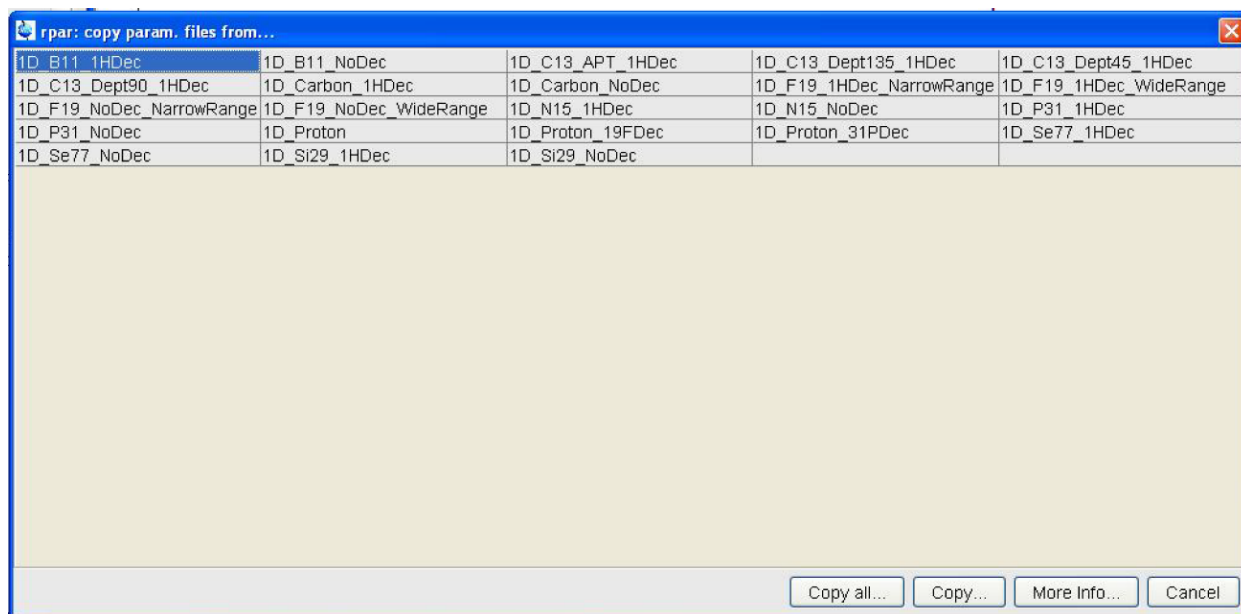 rpar: copy param. files from...
1D_B11_1HDec 1D_B11_NoDec 1D_C13_APT_1HDec 1D_C13_Dept135_1HDec 1D_C13_Dept45_1HDec
1D_C13_Dept90_1HDec 1D_Carbon_1HDec 1D_Carbon_NoDec 1D_F19_1HDec_NarrowRange 1D_F19_1HDec_WideRange
1D_F19_NoDec_NarrowRange 1D_F19_NoDec_WideRange 1D_N15_1HDec 1D_N15_NoDec 1D_P31_1HDec
1D_P31_NoDec 1D_Proton 1D_Proton_19FDec 1D_Proton_31PDec 1D_Se77_1HDec
1D_Se77_NoDec 1D_Si29_1HDec 1D_Si29_NoDec
Copy all... Copy... More Info... Cancel